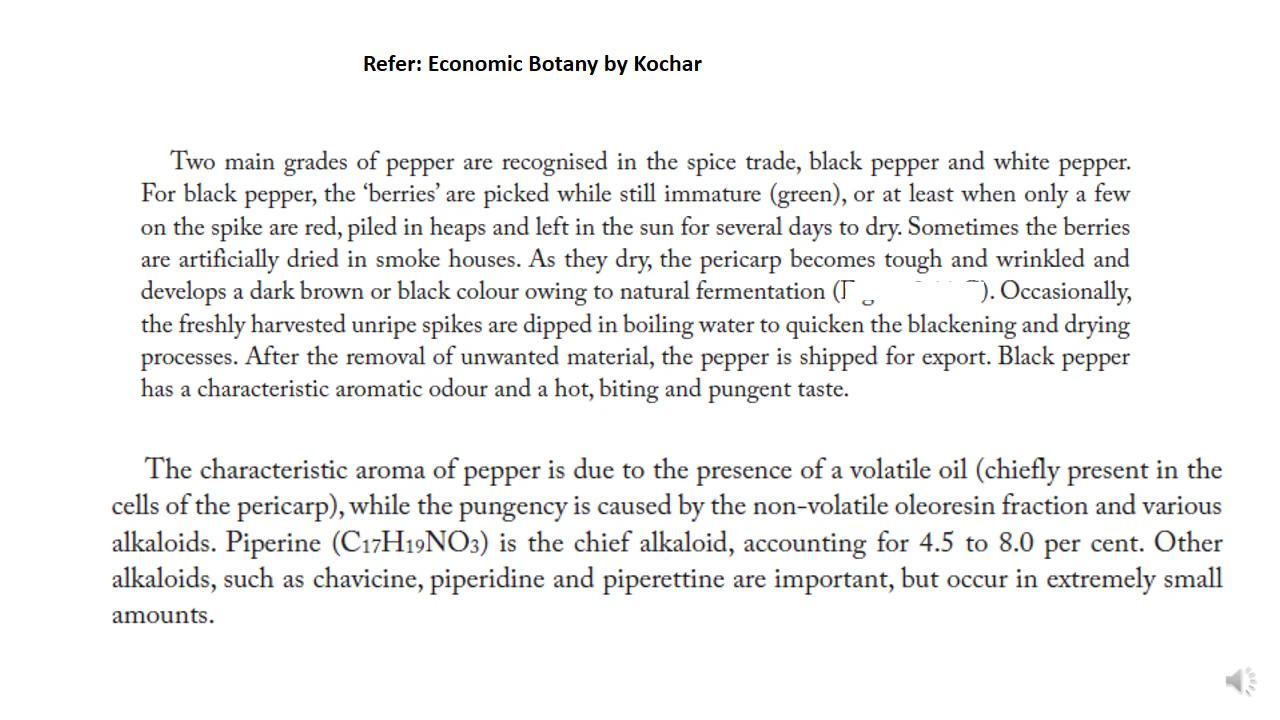 Refer: Economic Botany by Kochar
Two main grades of pepper are recognised in the spice trade, black pepper and white pepper.
For black pepper, the ‘berries’ are picked while still immature (green), or at least when only a few
on the spike are red, piled in heaps and left in the sun for several days to dry. Sometimes the berries
are artificially dried in smoke houses. As they dry, the pericarp becomes tough and wrinkled and
develops a dark brown or black colour owing to natural fermentation ( ). Occasionally,
the freshly harvested unripe spikes are dipped in boiling water to quicken the blackening and drying
processes. After the removal of unwanted material, the pepper is shipped for export. Black pepper
has a characteristic aromatic odour and a hot, biting and pungent taste.
The characteristic aroma of pepper is due to the presence of a volatile oil (chiefly present in the
cells of the pericarp), while the pungency is caused by the non-volatile oleoresin fraction and various
alkaloids. Piperine (C17H19NO3) is the chief alkaloid, accounting for 4.5 to 8.0 per cent. Other
alkaloids, such as chavicine, piperidine and piperettine are important, but occur in extremely small
amounts.